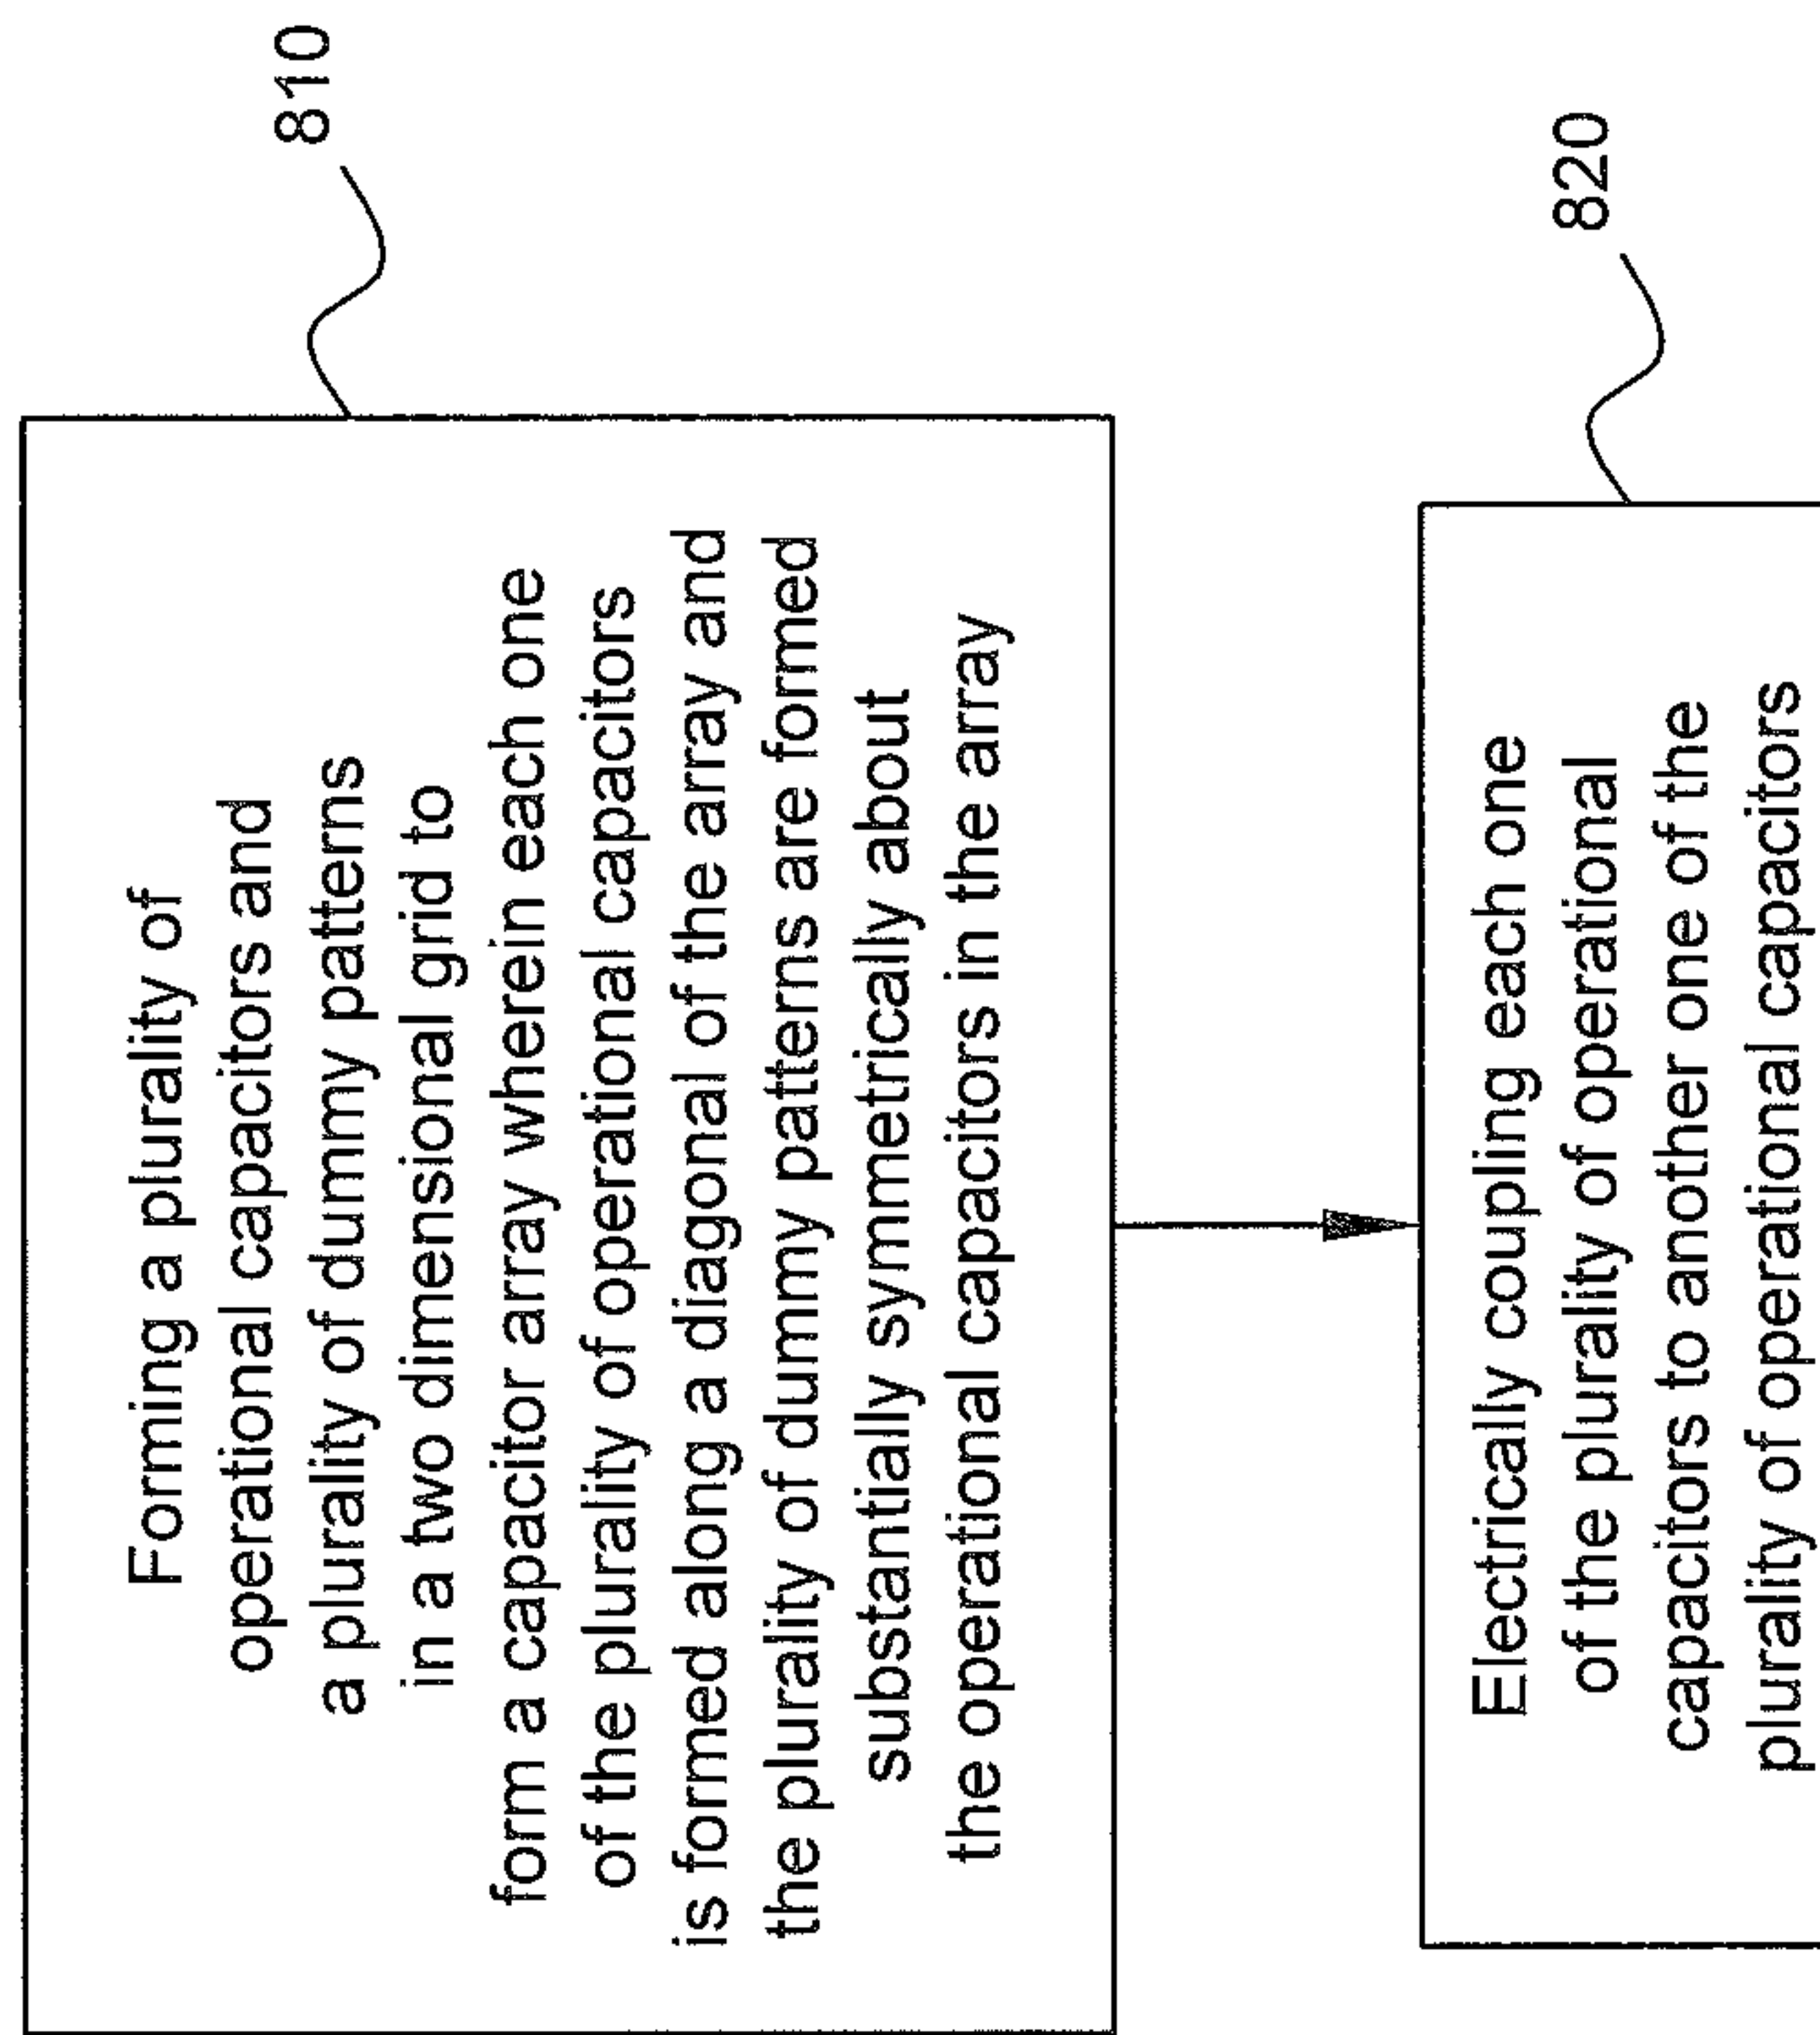 Forming a plurality of
operational capacitors and
a plurality of dummy patterns
in a two dimensional grid to
form a capacitor array wherein each one
of the plurality of operational capacitors
is formed along a diagonal of the array and
the plurality of dummy patterns are formed
substantially symmetrically about
the operational capacitors in the array
810
Electrically coupling each one
of the plurality of operational
capacitors to another one of the
plurality of operational capacitors
820